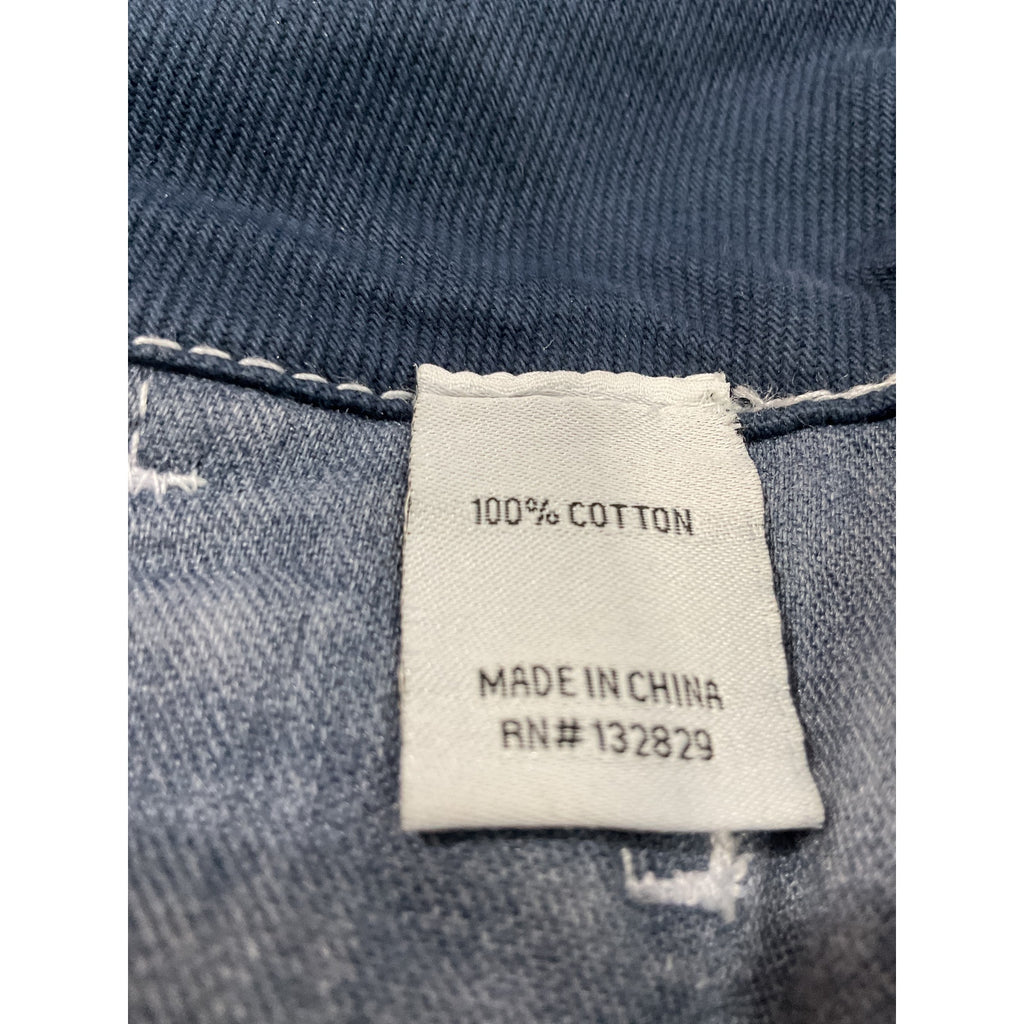 100% COTTON
MADE IN CHINA
RN# 132829